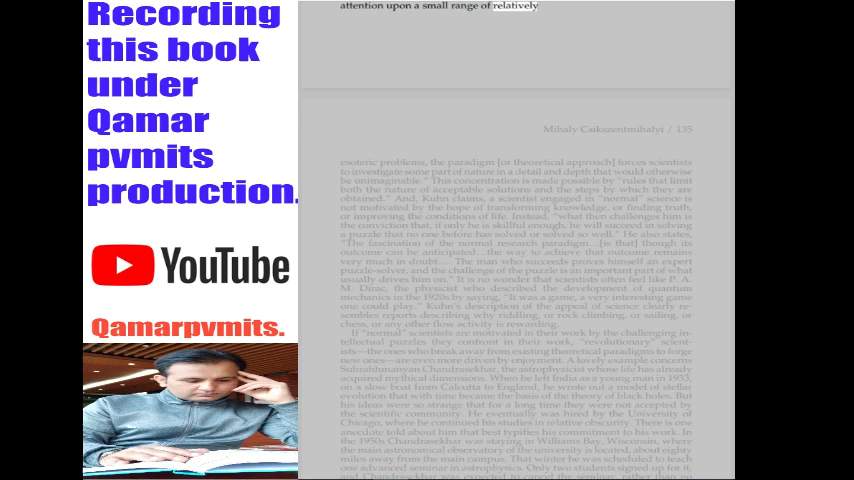 Recording
this book
under
Qamar
pvmits
production.
YouTube
Qamarpvmits.
attention upon a small range of relatively
Mihaly Csikszentmihalyi / 135
esoteric problems, the paradigm [or theoretical approach] forces scientists
to investigate some part of nature in a detail and depth that would otherwise
be unimaginable." This concentration is made possible by "rules that limit
both the nature of acceptable solutions and the steps by which they are
obtained." And, Kuhn claims, a scientist engaged in "normal" science is
not motivated by the hope of transforming knowledge, or finding truth,
or improving the conditions of life. Instead, "what then challenges him is
the conviction that, if only he is skillful enough, he will succeed in solving
a puzzle that no one before has solved or solved so well." He also states,
"The fascination of the normal research paradigm...[is that] though its
outcome can be anticipated...the way to achieve that outcome remains
very much in doubt.... The man who succeeds proves himself an expert
puzzle-solver, and the challenge of the puzzle is an important part of what
usually drives him on." It is no wonder that scientists often feel like P. A.
M. Dirac, the physicist who described the development of quantum
mechanics in the 1920s by saying, "It was a game, a very interesting game
one could play." Kuhn's description of the appeal of science clearly re-
sembles reports describing why riddling, or rock climbing, or sailing, or
chess, or any other flow activity is rewarding.
If "normal" scientists are motivated in their work by the challenging in-
tellectual puzzles they confront in their work, "revolutionary" scient-
ists—the ones who break away from existing theoretical paradigms to forge
new ones—are even more driven by enjoyment. A lovely example concerns
Subrahmanyan Chandrasekhar, the astrophysicist whose life has already
acquired mythical dimensions. When he left India as a young man in 1933,
on a slow boat from Calcutta to England, he wrote out a model of stellar
evolution that with time became the basis of the theory of black holes. But
his ideas were so strange that for a long time they were not accepted by
the scientific community. He eventually was hired by the University of
Chicago, where he continued his studies in relative obscurity. There is one
anecdote told about him that best typifies his commitment to his work. In
the 1950s Chandrasekhar was staying in Williams Bay, Wisconsin, where
the main astronomical observatory of the university is located, about eighty
miles away from the main campus. That winter he was scheduled to teach
one advanced seminar in astrophysics. Only two students signed up for it,
and Chandrasekhar was expected to cancel the seminar, rather than go